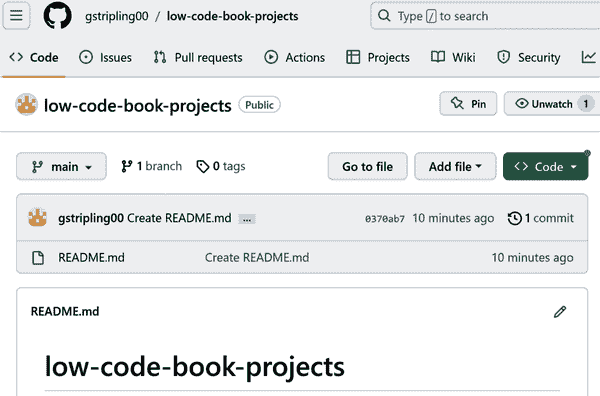 gstripling00 / low-code-book-projects Type / to search
<> Code Issues Pull requests Actions Projects Wiki Security
low-code-book-projects Public Pin Unwatch 1
main 1 branch 0 tags Go to file Add file <> Code
gstripling00 Create README.md ... 0370ab7 10 minutes ago 1 commit
README.md Create README.md 10 minutes ago
README.md
low-code-book-projects